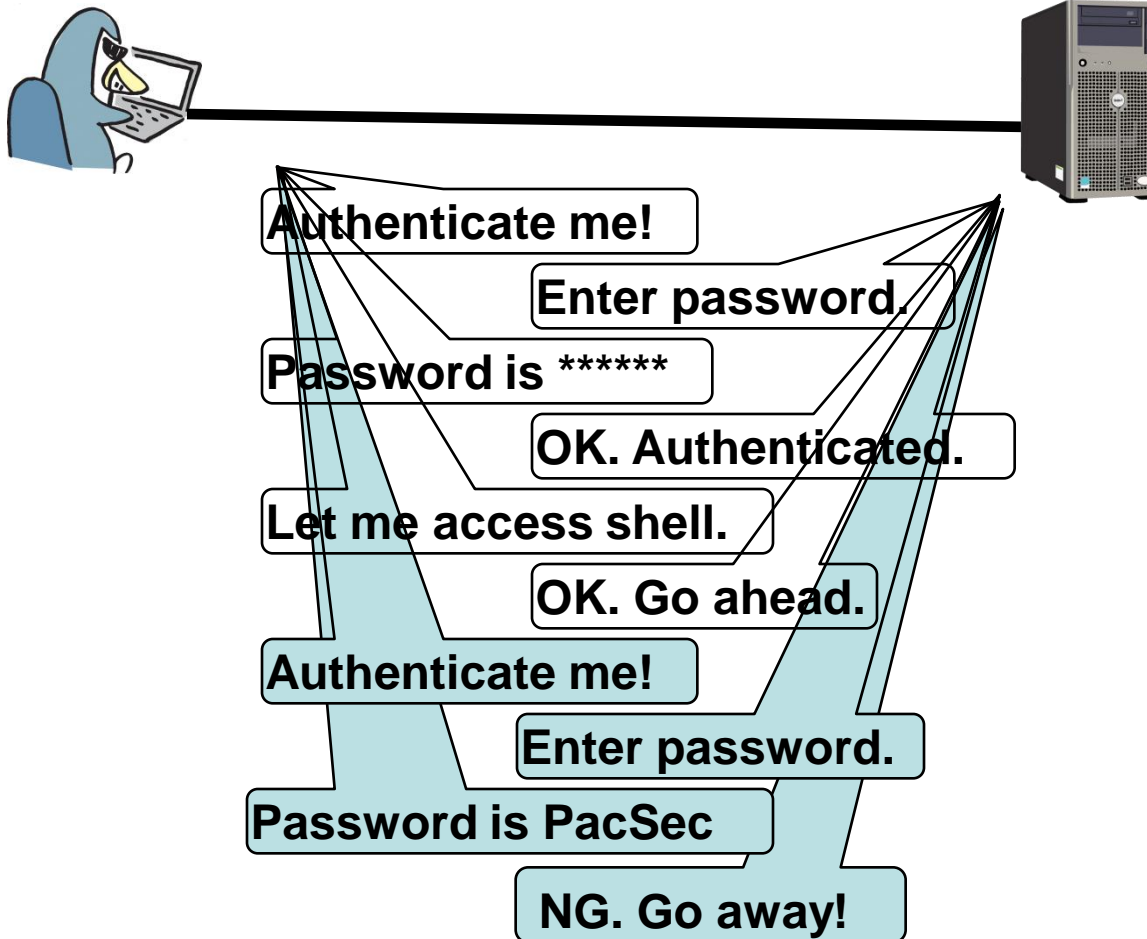 Authenticate me!
Enter password.
Password is ******
OK. Authenticated.
Let me access shell.
OK. Go ahead.
Authenticate me!
Enter password.
Password is PacSec
NG. Go away!